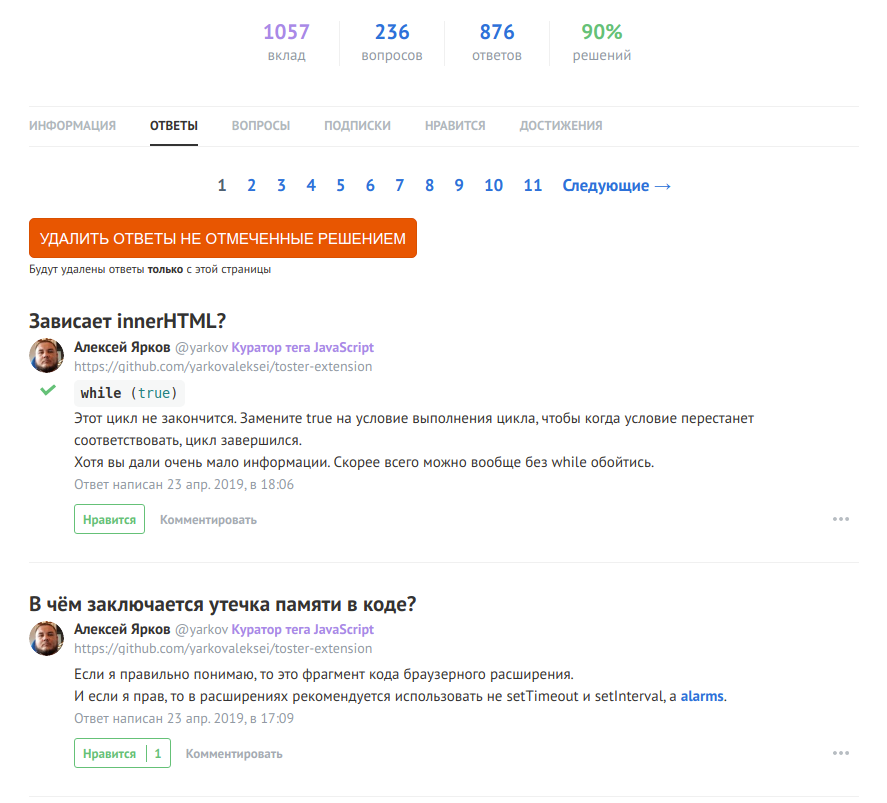 1057 236 876 90%
вклад вопросов ответов решений
ИНФОРМАЦИЯ ОТВЕТЫ ВОПРОСЫ ПОДПИСКИ НРАВИТСЯ ДОСТИЖЕНИЯ
1 2 3 4 5 6 7 8 9 10 11 Следующие →
УДАЛИТЬ ОТВЕТЫ НЕ ОТМЕЧЕННЫЕ РЕШЕНИЕМ
Будут удалены ответы только с этой страницы
Зависает innerHTML?
Алексей Ярков @yarkov Куратор тега JavaScript
https://github.com/yarkovaleksei/toster-extension
while (true)
Этот цикл не закончится. Замените true на условие выполнения цикла, чтобы когда условие перестанет
соответствовать, цикл завершился.
Хотя вы дали очень мало информации. Скорее всего можно вообще без while обойтись.
Ответ написан 23 апр. 2019, в 18:06
Нравится Комментировать
В чём заключается утечка памяти в коде?
Алексей Ярков @yarkov Куратор тега JavaScript
https://github.com/yarkovaleksei/toster-extension
Если я правильно понимаю, то это фрагмент кода браузерного расширения.
И если я прав, то в расширениях рекомендуется использовать не setTimeout и setInterval, а alarms.
Ответ написан 23 апр. 2019, в 17:09
Нравится 1 Комментировать